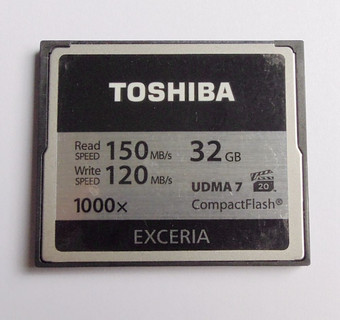 TOSHIBA
Read SPEED 150 MB/s 32 GB
Write SPEED 120 MB/s UDMA 7 20
1000x CompactFlash®
EXCERIA